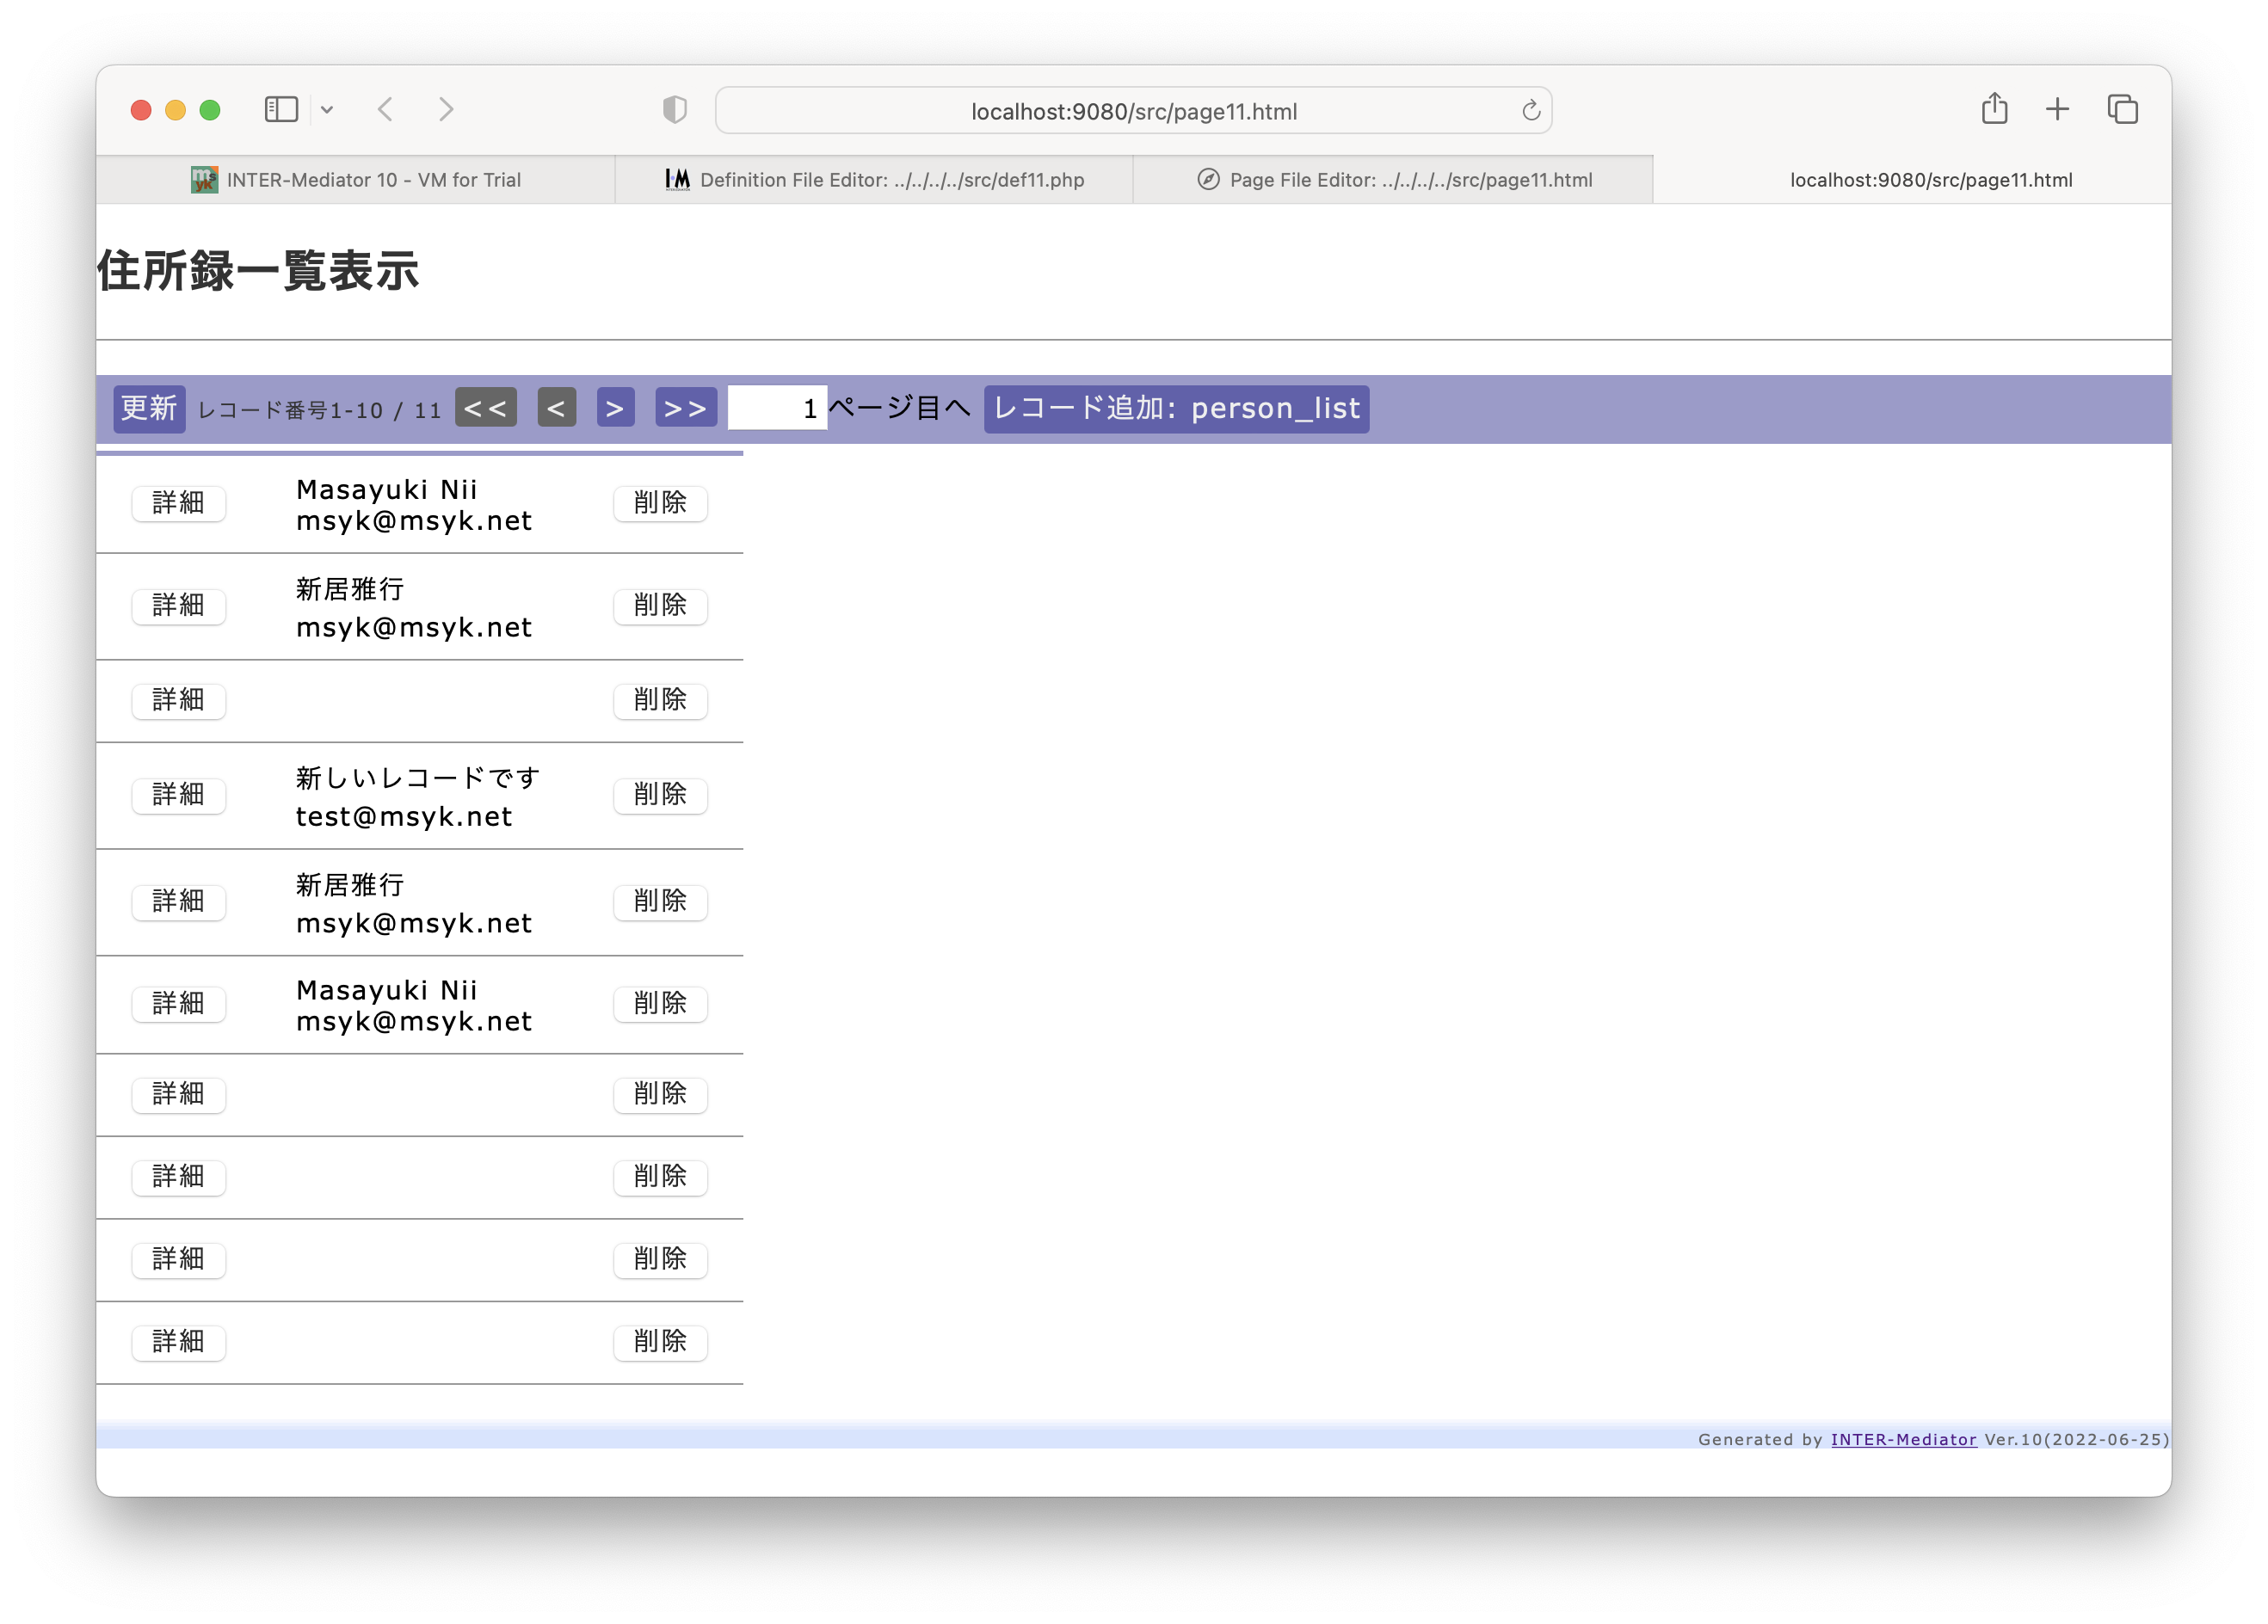 localhost:9080/src/page11.html
INTER-Mediator 10 - VM for Trial
Definition File Editor: ../../../../src/def11.php
Page File Editor: ../../../../src/page11.html
localhost:9080/src/page11.html
住所録一覧表示
更新 レコード番号1-10 / 11 << < > >> 1 ページ目へ レコード追加: person_list
詳細
Masayuki Nii
msyk@msyk.net
削除
詳細
新居雅行
msyk@msyk.net
削除
詳細
削除
詳細
新しいレコードです
test@msyk.net
削除
詳細
新居雅行
msyk@msyk.net
削除
詳細
Masayuki Nii
msyk@msyk.net
削除
詳細
削除
詳細
削除
詳細
削除
詳細
削除
Generated by INTER-Mediator Ver.10(2022-06-25)